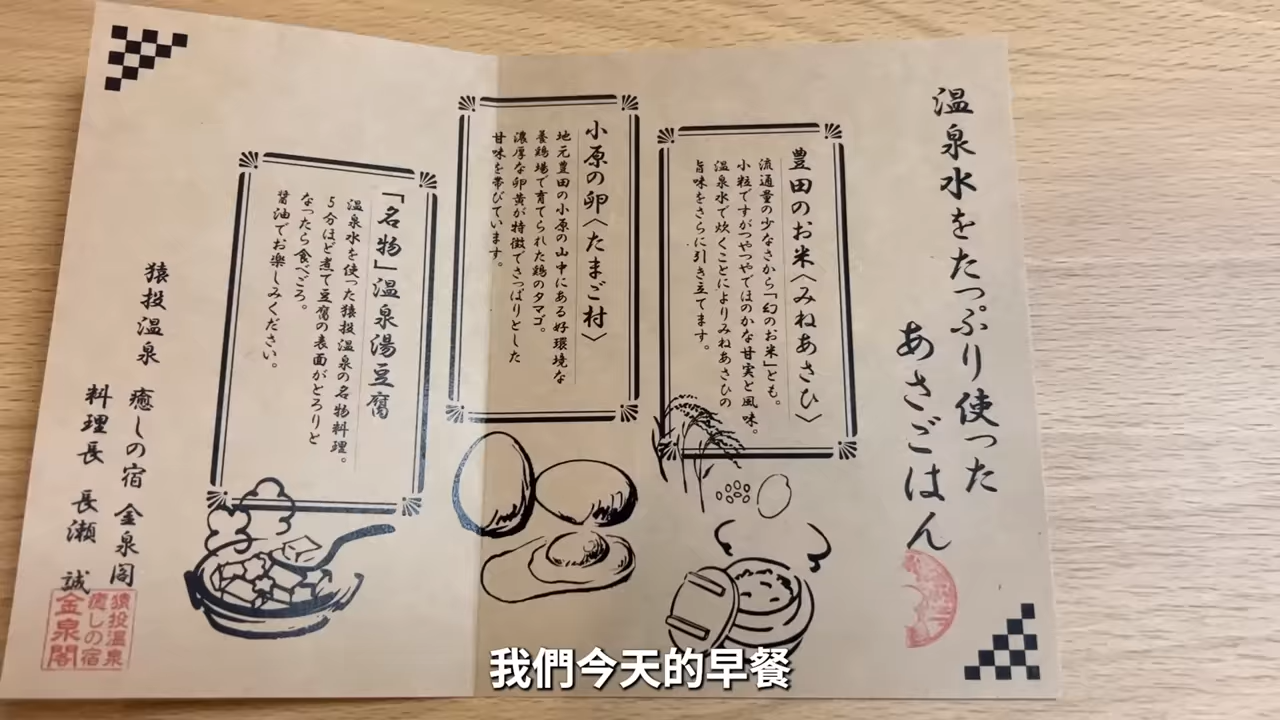 温泉水をたっぷり使った
あさごはん
豊田のお米〈みねあさひ〉
流通量の少なさから「幻のお米」とも。
小粒ですがつやつやでほのかな甘実と風味。
温泉水で炊くことによりみねあさひの
旨味をさらに引き立てます。
小原の卵〈たまご村〉
地元豊田の小原の山中にある好環境な
養鶏場で育てられた鶏のタマゴ。
濃厚な卵黄が特徴でさっぱりとした
甘味を帯びています。
「名物」温泉湯豆腐
温泉水を使った猿投温泉の名物料理。
5分ほど煮て豆腐の表面がとろりと
なったら食べごろ。
醤油でお楽しみください。
猿投温泉 癒しの宿 金泉閣
料理長 長瀬 誠
猿投温泉
癒しの宿
金泉閣
我們今天的早餐